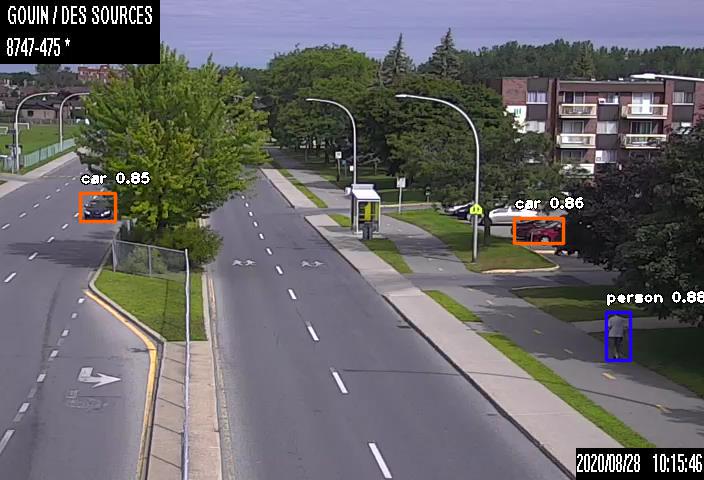 GOUIN / DES SOURCES
8747-475 *
car 0.85
car 0.86
person 0.88
2020/08/28 10:15:46